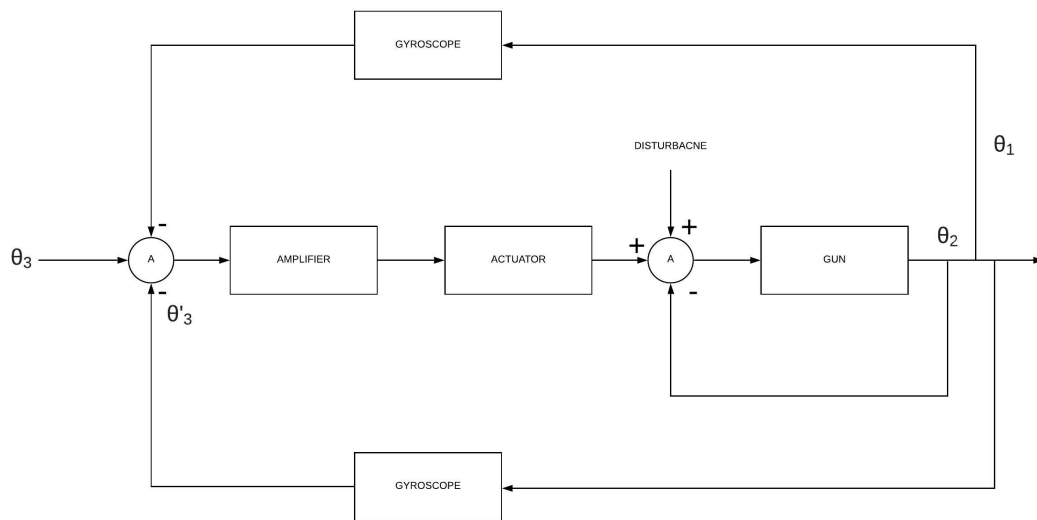 GYROSCOPE
θ₁
DISTURBACNE
-
+
+
θ₂
θ₃
A
AMPLIFIER
ACTUATOR
A
GUN
-
-
θ'₃
GYROSCOPE